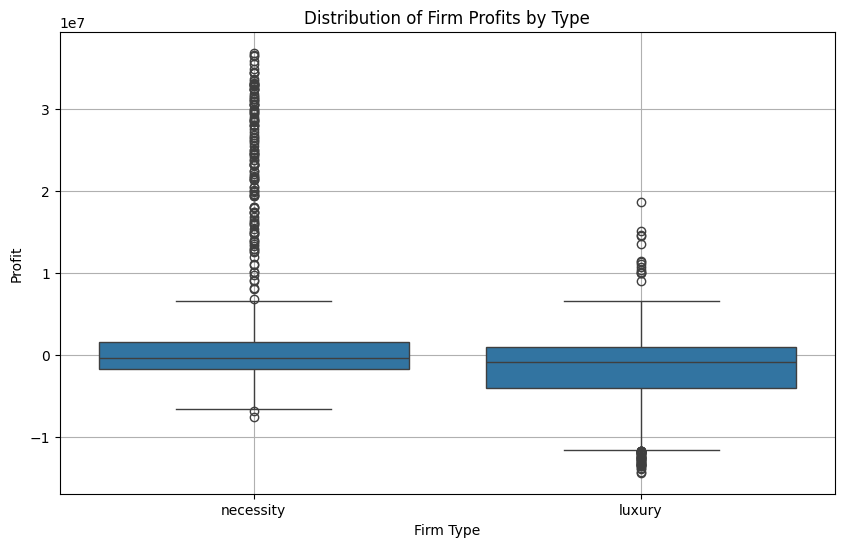 Distribution of Firm Profits by Type
1e7
3
2
1
0
−1
Profit
necessity
luxury
Firm Type